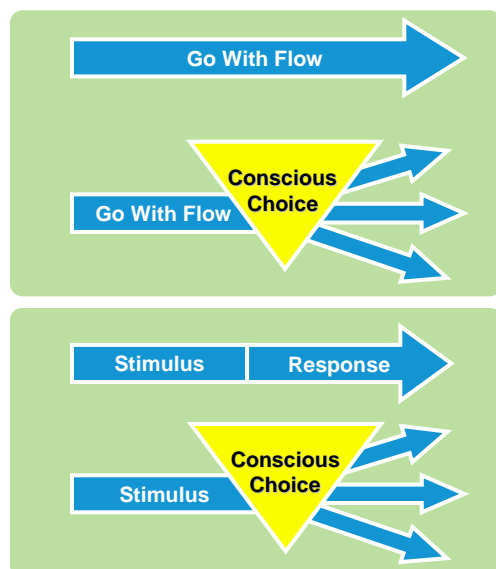 Go With Flow
Conscious
Choice
Go With Flow
Stimulus Response
Conscious
Choice
Stimulus